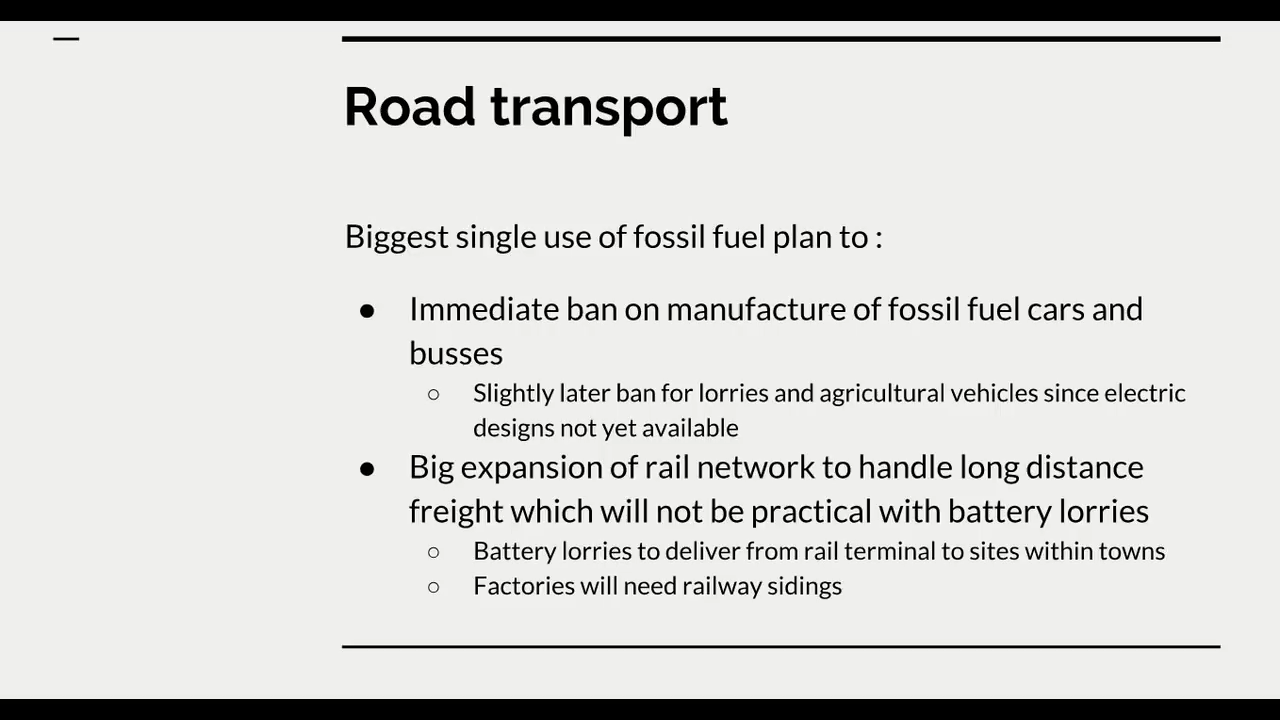 Road transport
Biggest single use of fossil fuel plan to :
● Immediate ban on manufacture of fossil fuel cars and
busses
○ Slightly later ban for lorries and agricultural vehicles since electric
designs not yet available
● Big expansion of rail network to handle long distance
freight which will not be practical with battery lorries
○ Battery lorries to deliver from rail terminal to sites within towns
○ Factories will need railway sidings